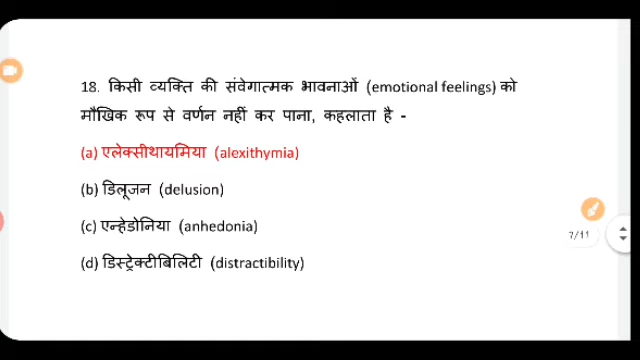 18. किसी व्यक्ति की संवेगात्मक भावनाओं (emotional feelings) को
मौखिक रूप से वर्णन नहीं कर पाना, कहलाता है -
(a) एलेक्सीथायमिया (alexithymia)
(b) डिलूजन (delusion)
(c) एन्हेडोनिया (anhedonia)
(d) डिस्ट्रेक्टीबिलिटी (distractibility)
7/11